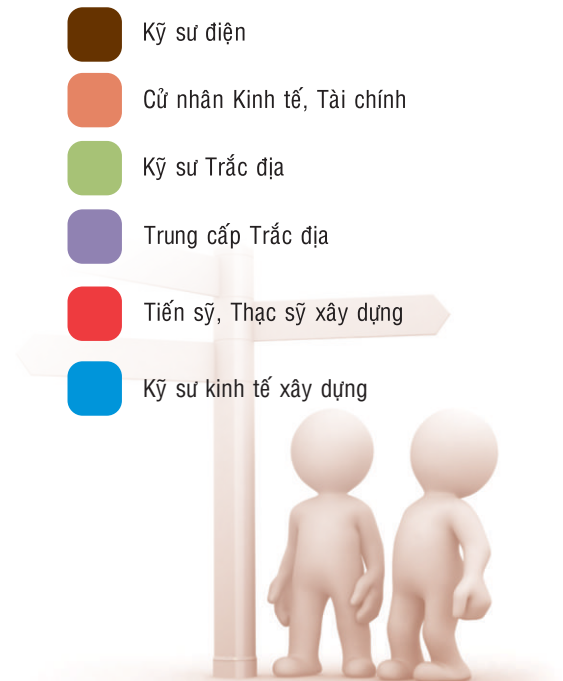 Kỹ sư điện
Cử nhân Kinh tế, Tài chính
Kỹ sư Trắc địa
Trung cấp Trắc địa
Tiến sỹ, Thạc sỹ xây dựng
Kỹ sư kinh tế xây dựng